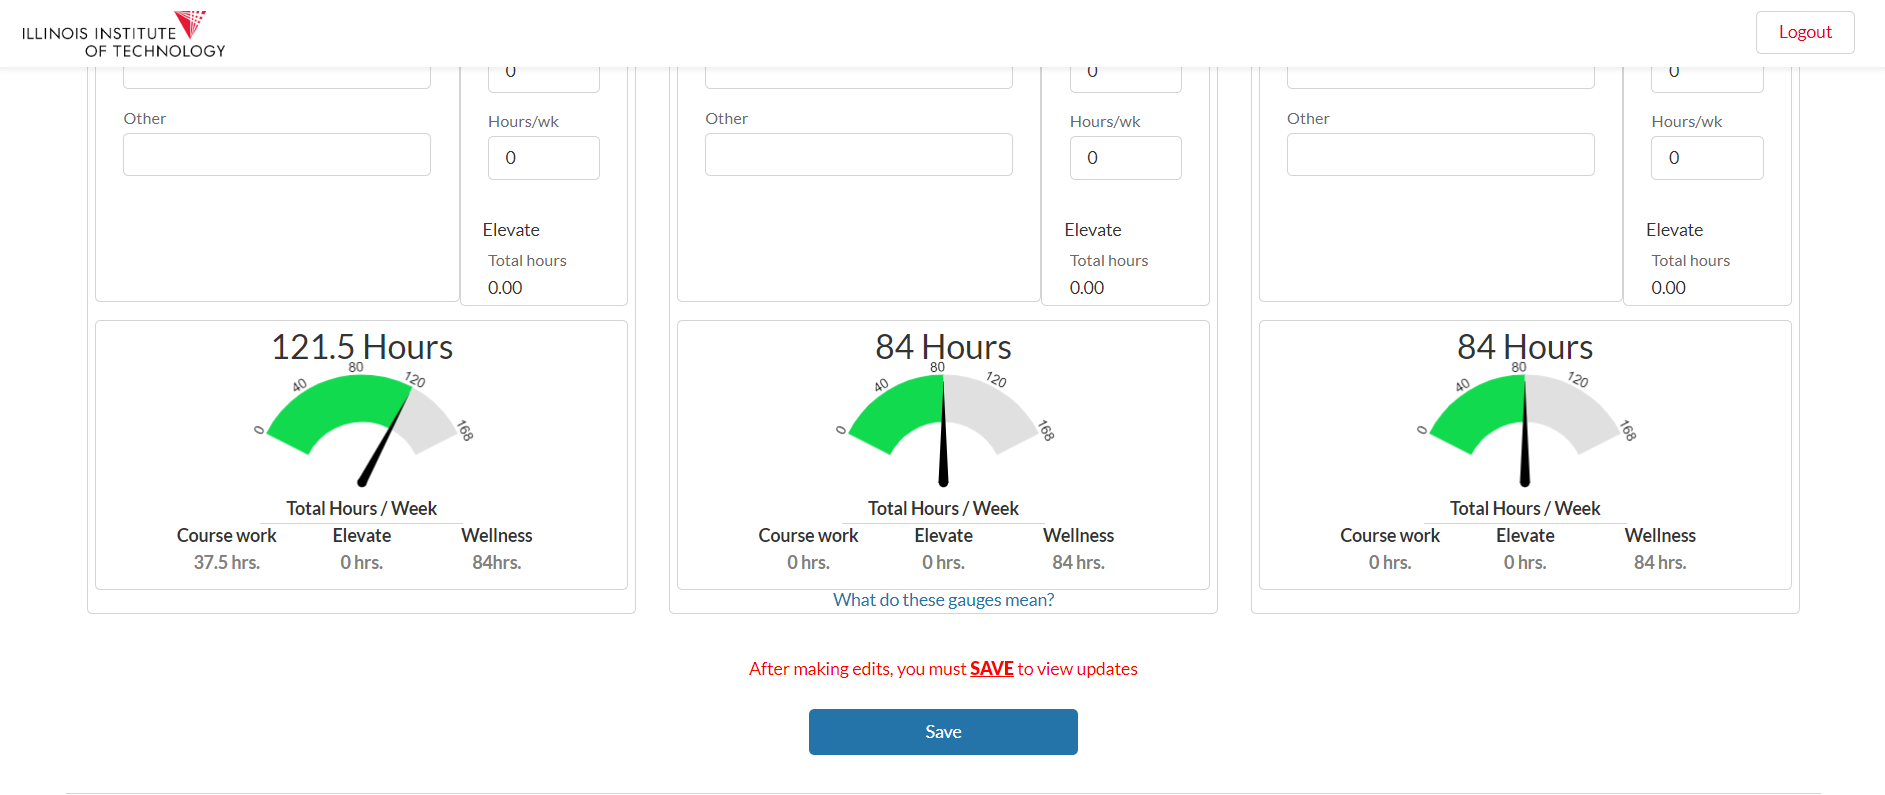 ILLINOIS INSTITUTE
OF TECHNOLOGY
Logout
0 0 0
Other Hours/wk Other Hours/wk Other Hours/wk
0 0 0
Elevate Elevate Elevate
Total hours Total hours Total hours
0.00 0.00 0.00
121.5 Hours 84 Hours 84 Hours
0 40 80 120 168 0 40 80 120 168 0 40 80 120 168
Total Hours / Week Total Hours / Week Total Hours / Week
Course work Elevate Wellness Course work Elevate Wellness Course work Elevate Wellness
37.5 hrs. 0 hrs. 84hrs. 0 hrs. 0 hrs. 84 hrs. 0 hrs. 0 hrs. 84 hrs.
What do these gauges mean?
After making edits, you must SAVE to view updates
Save